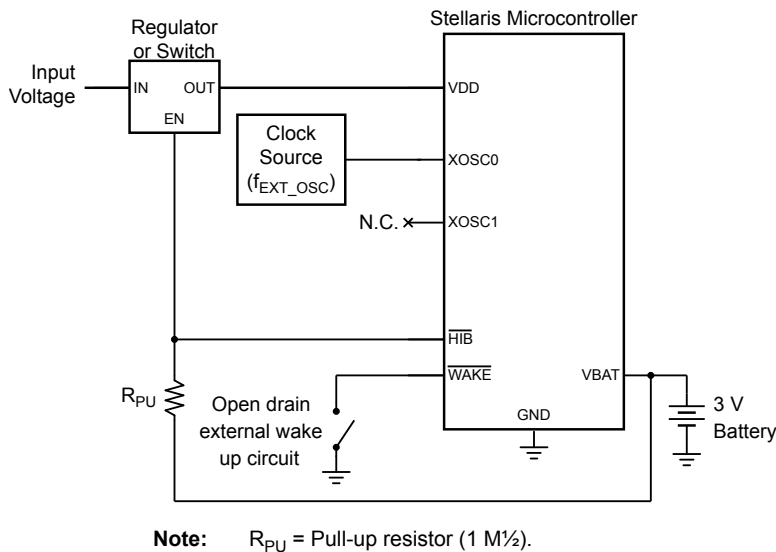 Stellaris Microcontroller
Regulator
or Switch
Input
Voltage
IN
OUT
EN
VDD
Clock
Source
(fEXT_OSC)
XOSC0
N.C.
XOSC1
HIB
WAKE
VBAT
RPU
Open drain
external wake
up circuit
GND
3 V
Battery
Note: RPU = Pull-up resistor (1 M½).